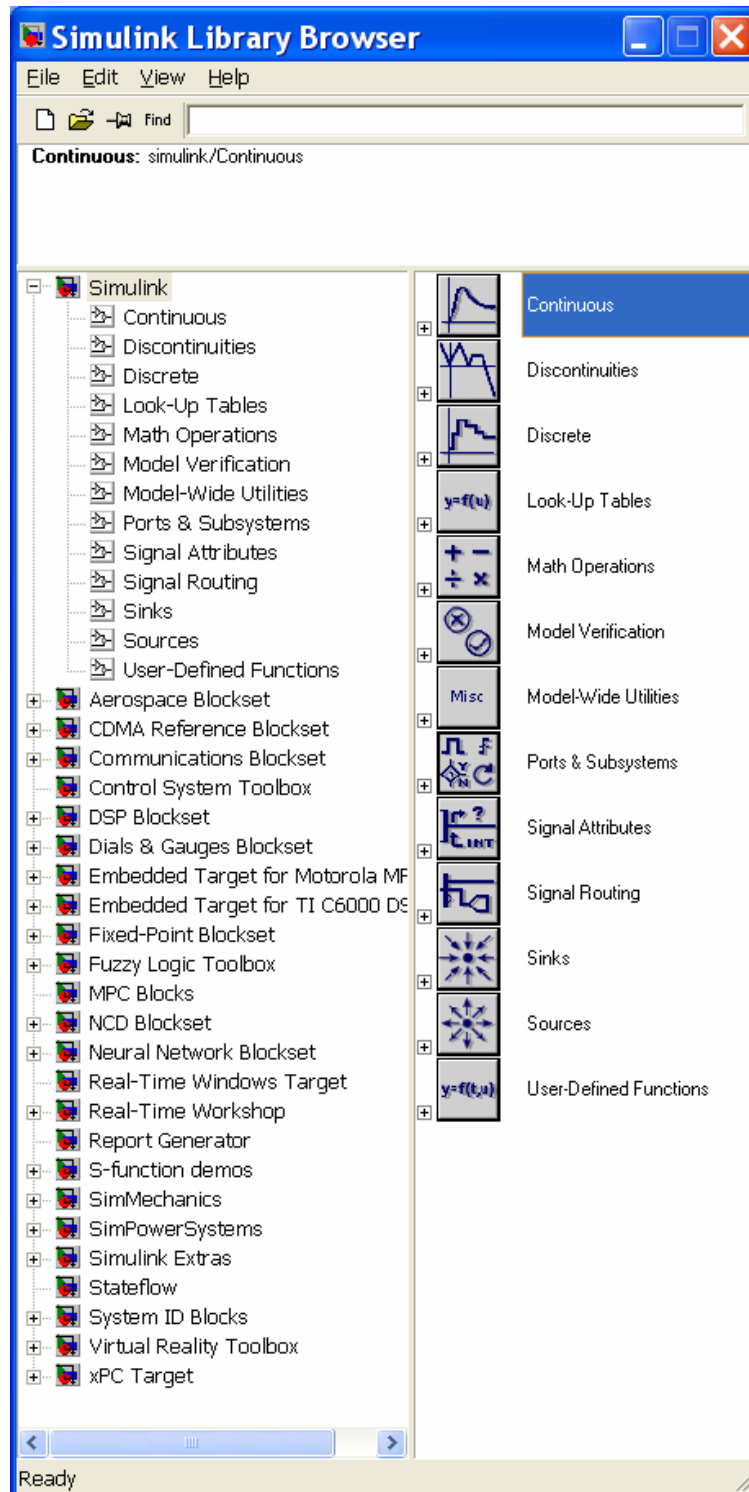 Simulink Library Browser
File Edit View Help
Find
Continuous: simulink/Continuous
Simulink
Continuous
Discontinuities
Discrete
Look-Up Tables
Math Operations
Model Verification
Model-Wide Utilities
Ports & Subsystems
Signal Attributes
Signal Routing
Sinks
Sources
User-Defined Functions
Aerospace Blockset
CDMA Reference Blockset
Communications Blockset
Control System Toolbox
DSP Blockset
Dials & Gauges Blockset
Embedded Target for Motorola MP
Embedded Target for TI C6000 DS
Fixed-Point Blockset
Fuzzy Logic Toolbox
MPC Blocks
NCD Blockset
Neural Network Blockset
Real-Time Windows Target
Real-Time Workshop
Report Generator
S-function demos
SimMechanics
SimPowerSystems
Simulink Extras
Stateflow
System ID Blocks
Virtual Reality Toolbox
xPC Target
Continuous
Discontinuities
Discrete
y=f(u) Look-Up Tables
+ − ÷ × Math Operations
Model Verification
Misc Model-Wide Utilities
Y N Ports & Subsystems
? t INT Signal Attributes
Signal Routing
Sinks
Sources
y=f(t,u) User-Defined Functions
Ready